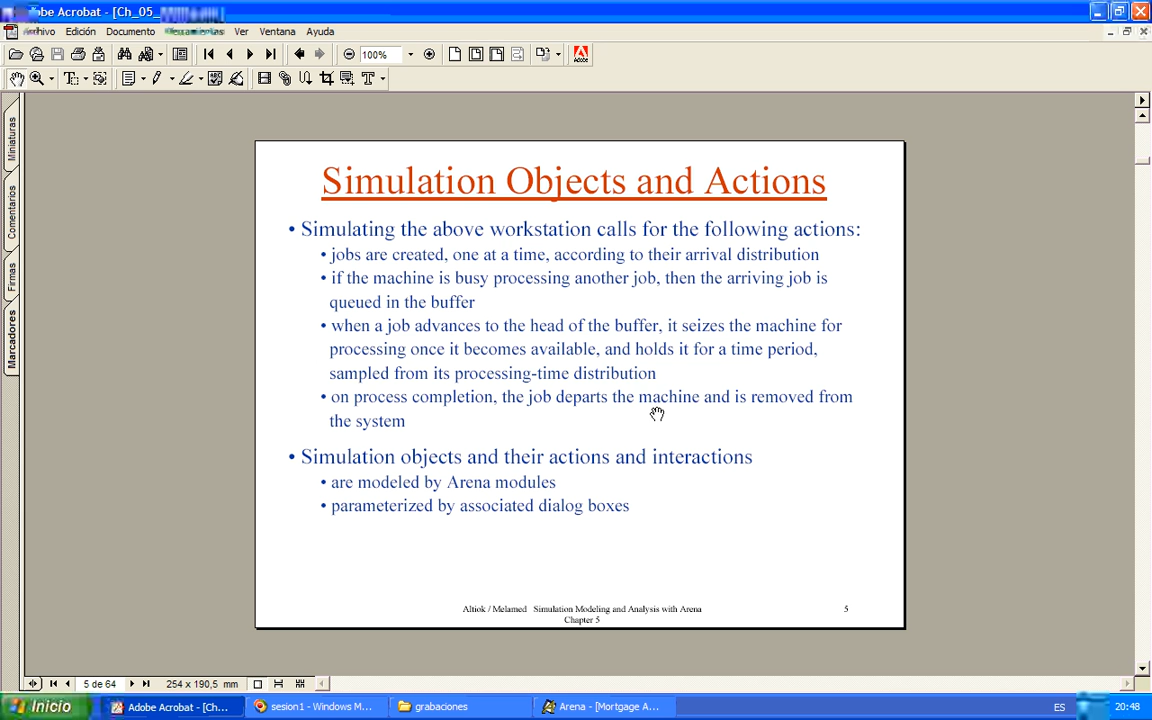 dobe Acrobat - [Ch_05_
rchivo Edición Documento Ver Ventana Ayuda
100%
Adobe
Miniaturas
Comentarios
Firmas
Marcadores
Simulation Objects and Actions
• Simulating the above workstation calls for the following actions:
• jobs are created, one at a time, according to their arrival distribution
• if the machine is busy processing another job, then the arriving job is
queued in the buffer
• when a job advances to the head of the buffer, it seizes the machine for
processing once it becomes available, and holds it for a time period,
sampled from its processing-time distribution
• on process completion, the job departs the machine and is removed from
the system
• Simulation objects and their actions and interactions
• are modeled by Arena modules
• parameterized by associated dialog boxes
Altiok / Melamed Simulation Modeling and Analysis with Arena
Chapter 5
5
5 de 64 254 x 190,5 mm
Inicio Adobe Acrobat - [Ch... sesion1 - Windows M... grabaciones Arena - [Mortgage A... ES 20:48